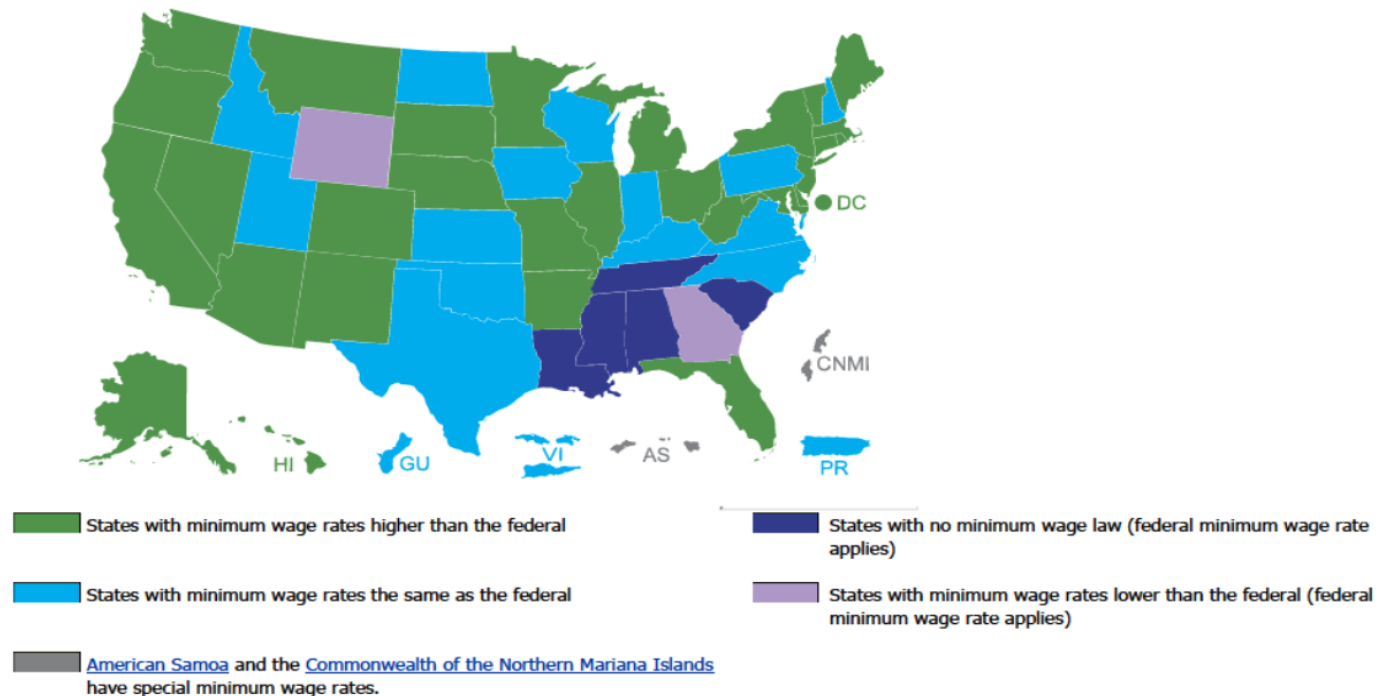 DC
CNMI
HI
GU
VI
AS
PR
States with minimum wage rates higher than the federal
States with no minimum wage law (federal minimum wage rate
applies)
States with minimum wage rates the same as the federal
States with minimum wage rates lower than the federal (federal
minimum wage rate applies)
American Samoa and the Commonwealth of the Northern Mariana Islands
have special minimum wage rates.